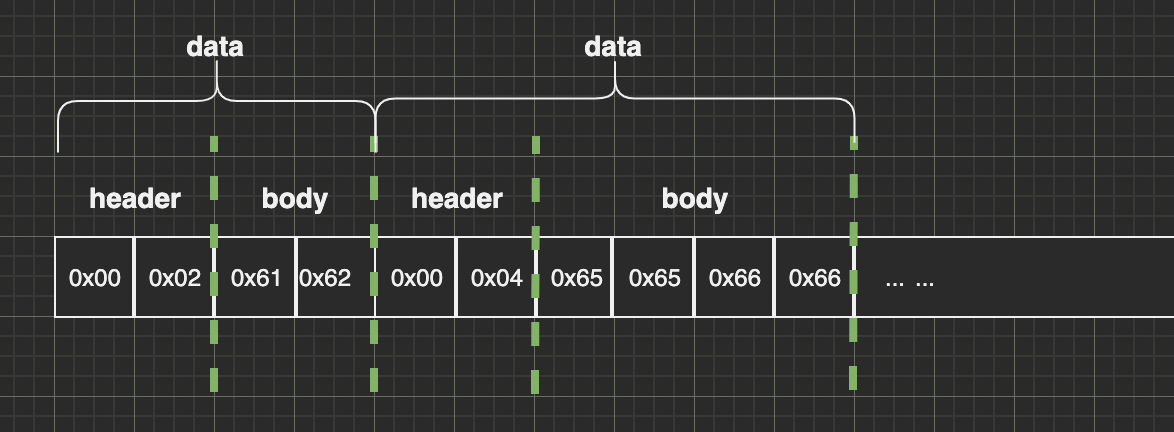 data data
header body header body
0x00 0x02 0x61 0x62 0x00 0x04 0x65 0x65 0x66 0x66 ... ...